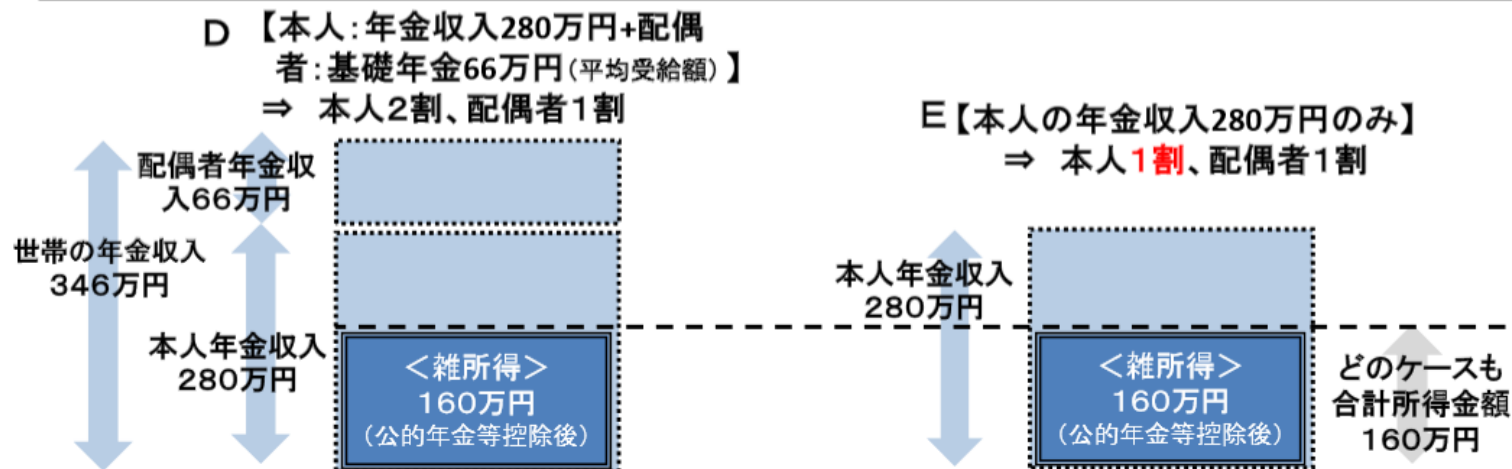 D 【本人:年金収入280万円+配偶
者:基礎年金66万円(平均受給額)】
⇒ 本人2割、配偶者1割
配偶者年金収
入66万円
世帯の年金収入
346万円
本人年金収入
280万円
<雑所得>
160万円
(公的年金等控除後)
E【本人の年金収入280万円のみ】
⇒ 本人1割、配偶者1割
本人年金収入
280万円
<雑所得>
160万円
(公的年金等控除後)
どのケースも
合計所得金額
160万円